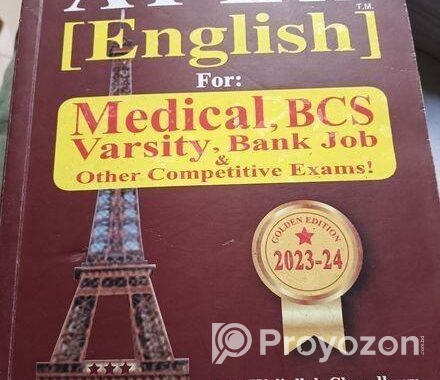 T.M.
[English]
For:
Medical, BCS
Varsity, Bank Job
&
Other Competitive Exams!
GOLDEN EDITION
2023-24
Proyozon